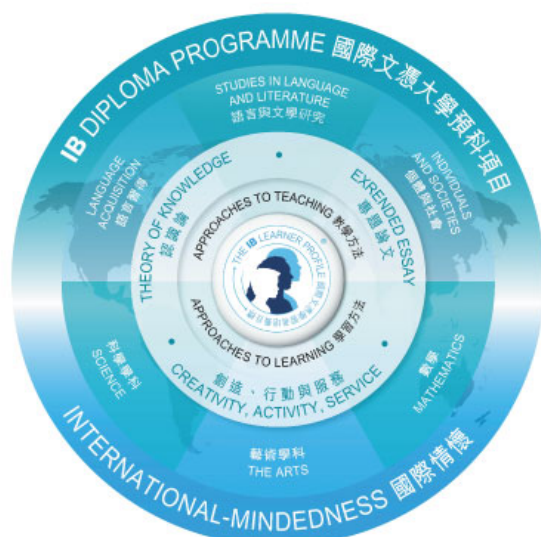 IB DIPLOMA PROGRAMME 國際文憑大學預科項目
STUDIES IN LANGUAGE
AND LITERATURE
語言與文學研究
LANGUAGE
ACQUISITION
語言習得
INDIVIDUALS
AND SOCIETIES
個體與社會
THEORY OF KNOWLEDGE
認識論
EXRENDED ESSAY
專題論文
APPROACHES TO TEACHING 教學方法
THE IB LEARNER PROFILE
APPROACHES TO LEARNING 學習方法
創造、行動與服務
CREATIVITY, ACTIVITY, SERVICE
科學學科
SCIENCE
數學
MATHEMATICS
藝術學科
THE ARTS
INTERNATIONAL-MINDEDNESS 國際情懷